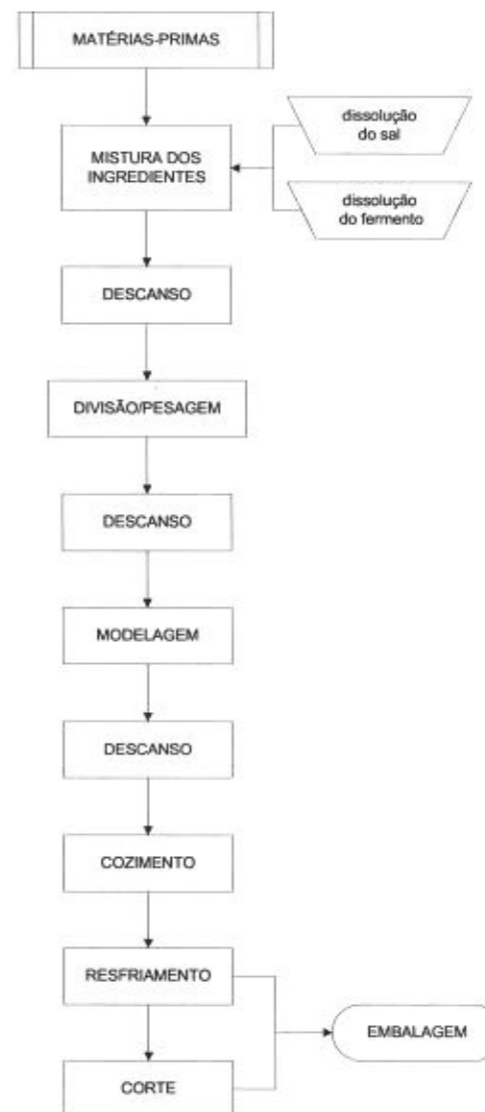 MATÉRIAS-PRIMAS
dissolução
do sal
MISTURA DOS
INGREDIENTES
dissolução
do fermento
DESCANSO
DIVISÃO/PESAGEM
DESCANSO
MODELAGEM
DESCANSO
COZIMENTO
RESFRIAMENTO
EMBALAGEM
CORTE